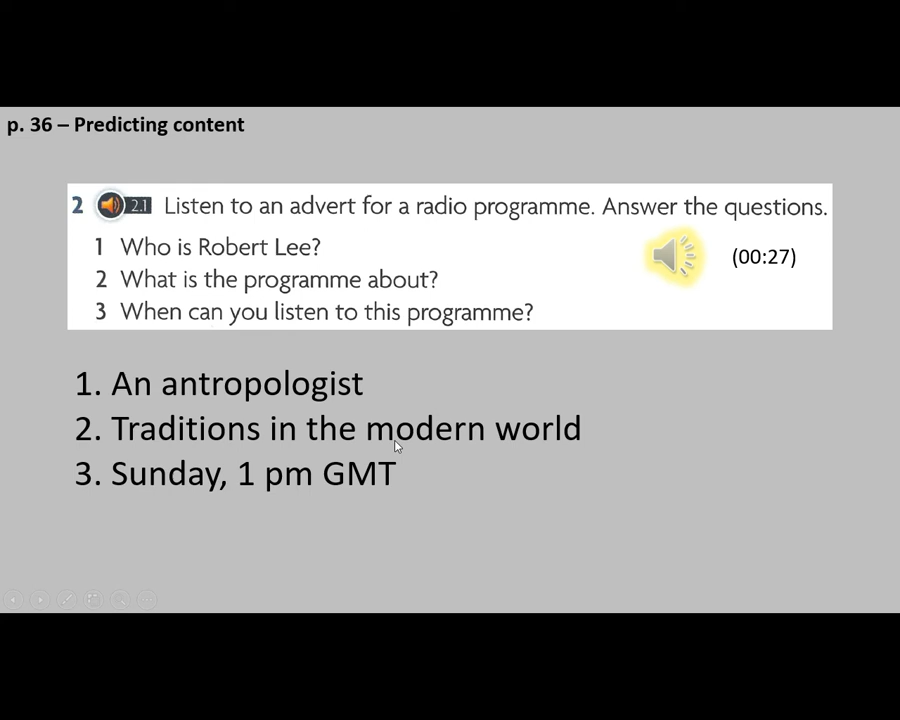 p. 36 – Predicting content
2 2.1 Listen to an advert for a radio programme. Answer the questions.
1 Who is Robert Lee?
(00:27)
2 What is the programme about?
3 When can you listen to this programme?
1. An antropologist
2. Traditions in the modern world
3. Sunday, 1 pm GMT